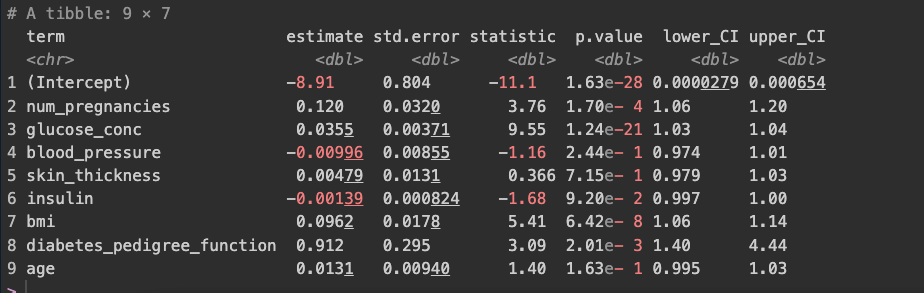 # A tibble: 9 × 7
term estimate std.error statistic p.value lower_CI upper_CI
<chr> <dbl> <dbl> <dbl> <dbl> <dbl> <dbl>
1 (Intercept) -8.91 0.804 -11.1 1.63e-28 0.0000279 0.000654
2 num_pregnancies 0.120 0.0320 3.76 1.70e- 4 1.06 1.20
3 glucose_conc 0.0355 0.00371 9.55 1.24e-21 1.03 1.04
4 blood_pressure -0.00996 0.00855 -1.16 2.44e- 1 0.974 1.01
5 skin_thickness 0.00479 0.0131 0.366 7.15e- 1 0.979 1.03
6 insulin -0.00139 0.000824 -1.68 9.20e- 2 0.997 1.00
7 bmi 0.0962 0.0178 5.41 6.42e- 8 1.06 1.14
8 diabetes_pedigree_function 0.912 0.295 3.09 2.01e- 3 1.40 4.44
9 age 0.0131 0.00940 1.40 1.63e- 1 0.995 1.03
>